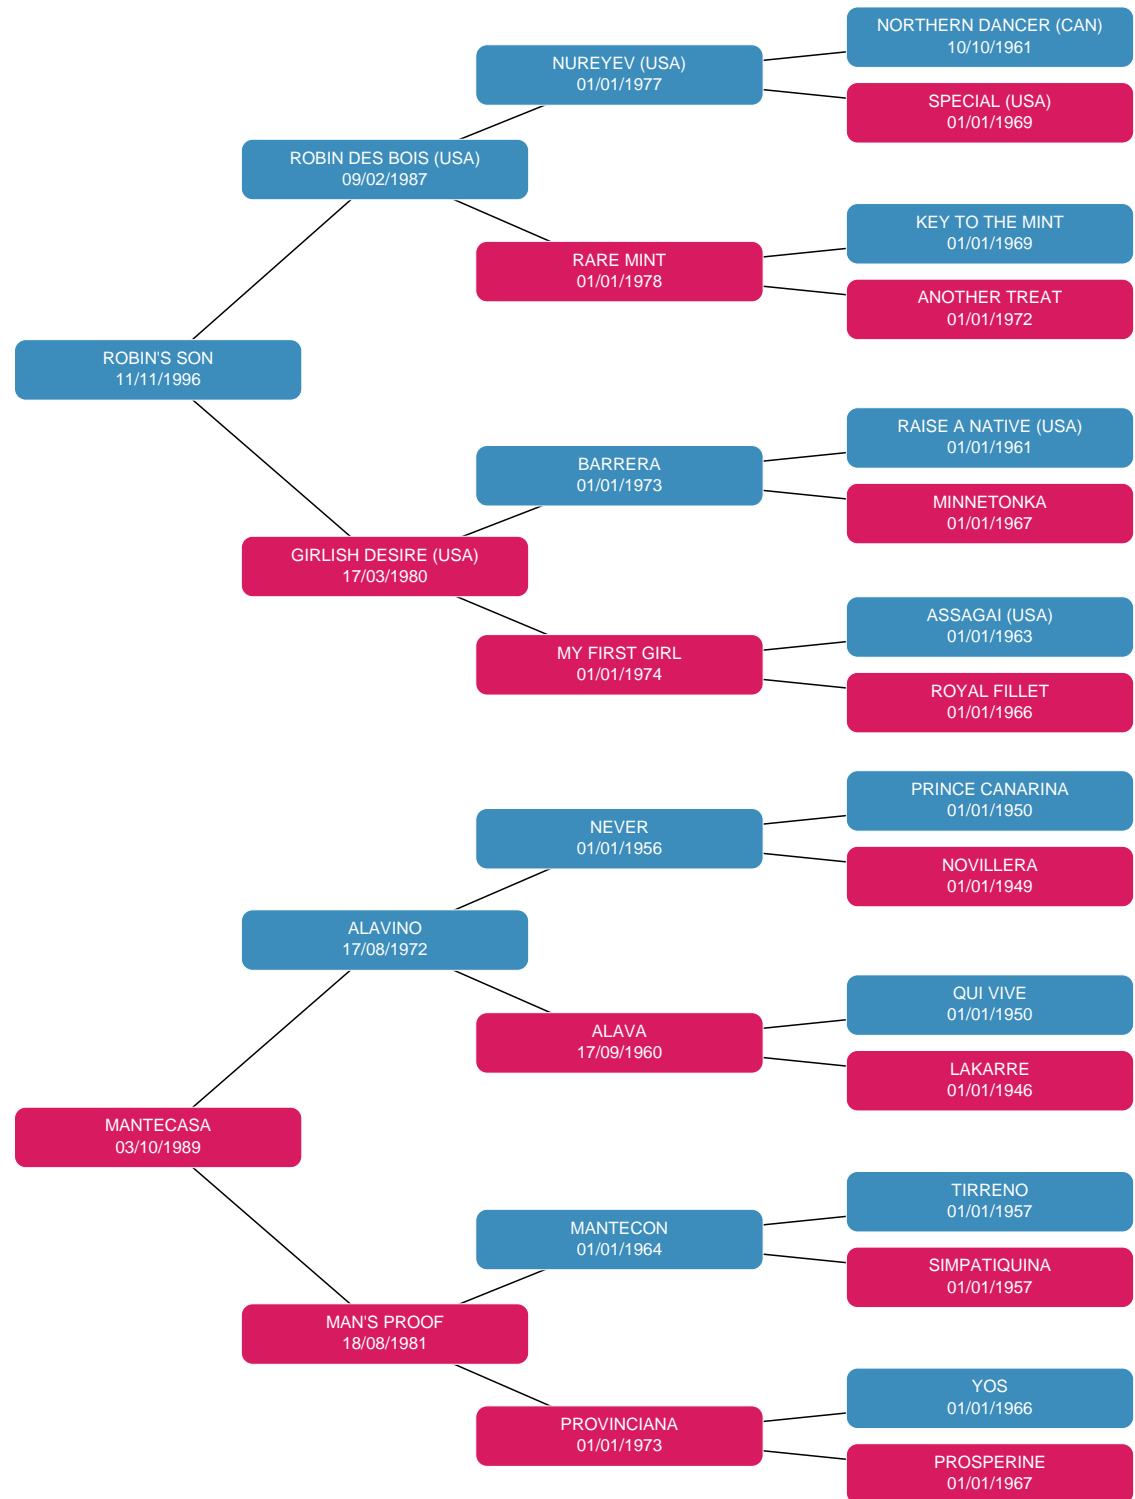 NORTHERN DANCER (CAN)
10/10/1961
NUREYEV (USA)
01/01/1977
SPECIAL (USA)
01/01/1969
ROBIN DES BOIS (USA)
09/02/1987
KEY TO THE MINT
01/01/1969
RARE MINT
01/01/1978
ANOTHER TREAT
01/01/1972
ROBIN'S SON
11/11/1996
RAISE A NATIVE (USA)
01/01/1961
BARRERA
01/01/1973
MINNETONKA
01/01/1967
GIRLISH DESIRE (USA)
17/03/1980
ASSAGAI (USA)
01/01/1963
MY FIRST GIRL
01/01/1974
ROYAL FILLET
01/01/1966
PRINCE CANARINA
01/01/1950
NEVER
01/01/1956
NOVILLERA
01/01/1949
ALAVINO
17/08/1972
QUI VIVE
01/01/1950
ALAVA
17/09/1960
LAKARRE
01/01/1946
MANTECASA
03/10/1989
TIRRENO
01/01/1957
MANTECON
01/01/1964
SIMPATIQUINA
01/01/1957
MAN'S PROOF
18/08/1981
YOS
01/01/1966
PROVINCIANA
01/01/1973
PROSPERINE
01/01/1967